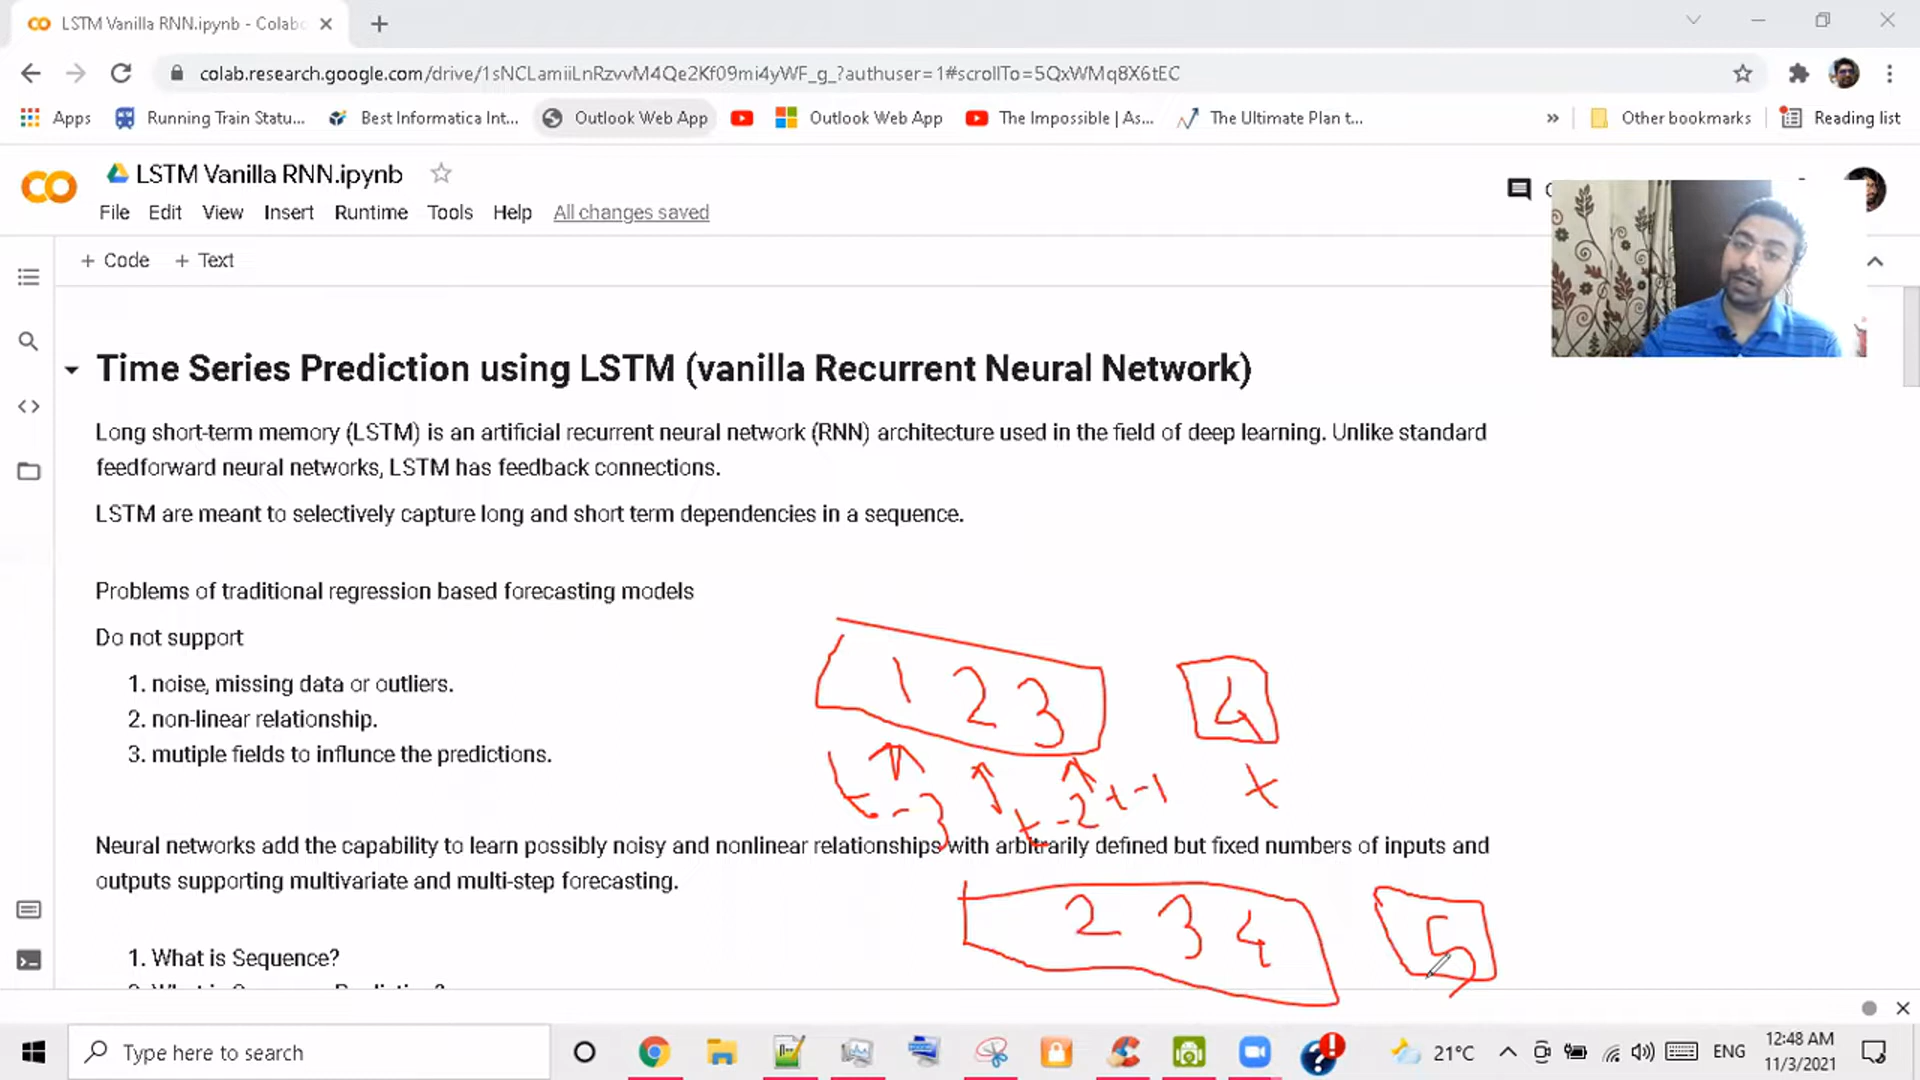 LSTM Vanilla RNN.ipynb - Colabo
colab.research.google.com/drive/1sNCLamiiLnRzvvM4Qe2Kf09mi4yWF_g_?authuser=1#scrollTo=5QxWMq8X6tEC
Apps Running Train Statu... Best Informatica Int... Outlook Web App Outlook Web App The Impossible | As... The Ultimate Plan t... » Other bookmarks Reading list
LSTM Vanilla RNN.ipynb
File Edit View Insert Runtime Tools Help All changes saved
+ Code + Text
Time Series Prediction using LSTM (vanilla Recurrent Neural Network)
Long short-term memory (LSTM) is an artificial recurrent neural network (RNN) architecture used in the field of deep learning. Unlike standard
feedforward neural networks, LSTM has feedback connections.
LSTM are meant to selectively capture long and short term dependencies in a sequence.
Problems of traditional regression based forecasting models
Do not support
1. noise, missing data or outliers.
2. non-linear relationship.
3. mutiple fields to influnce the predictions.
1 2 3 4
t-3 t-2 t-1 t
Neural networks add the capability to learn possibly noisy and nonlinear relationships with arbitrarily defined but fixed numbers of inputs and
outputs supporting multivariate and multi-step forecasting.
2 3 4 5
1. What is Sequence?
Type here to search
21°C ENG 12:48 AM
11/3/2021